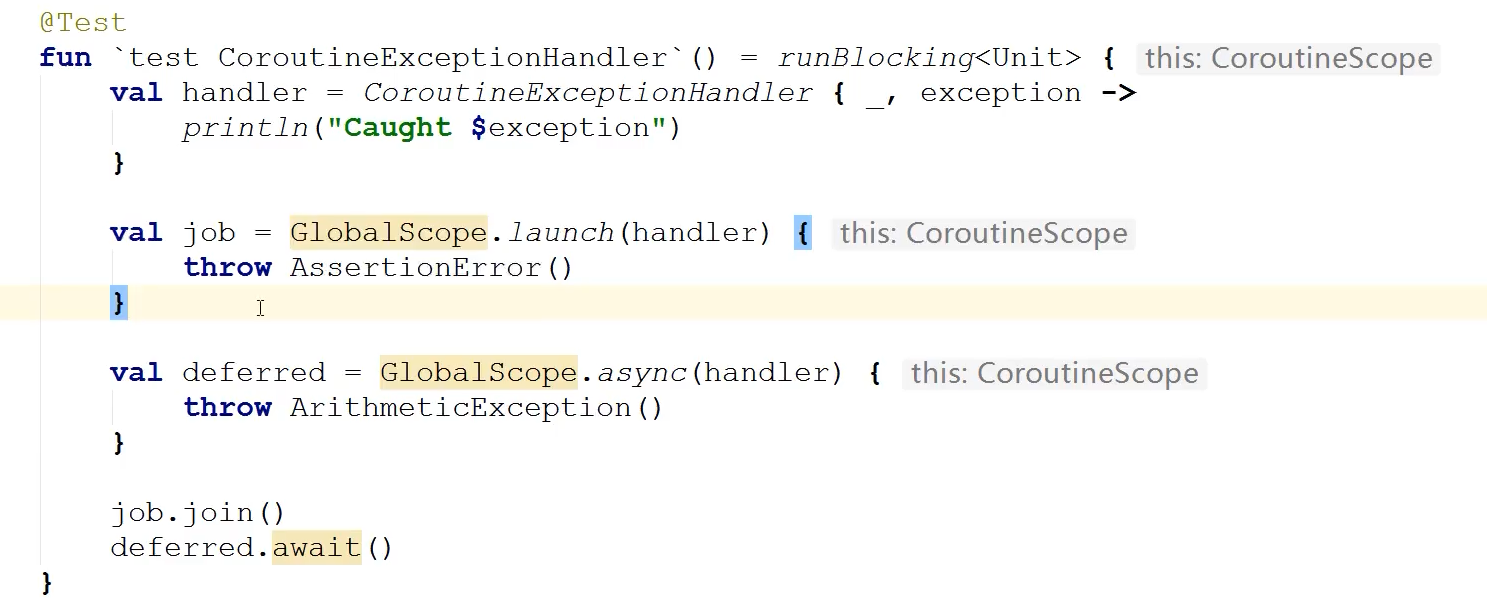 @Test
fun `test CoroutineExceptionHandler`() = runBlocking<Unit> { this: CoroutineScope
val handler = CoroutineExceptionHandler { _, exception ->
println("Caught $exception")
}
val job = GlobalScope.launch(handler) { this: CoroutineScope
throw AssertionError()
}
val deferred = GlobalScope.async(handler) { this: CoroutineScope
throw ArithmeticException()
}
job.join()
deferred.await()
}